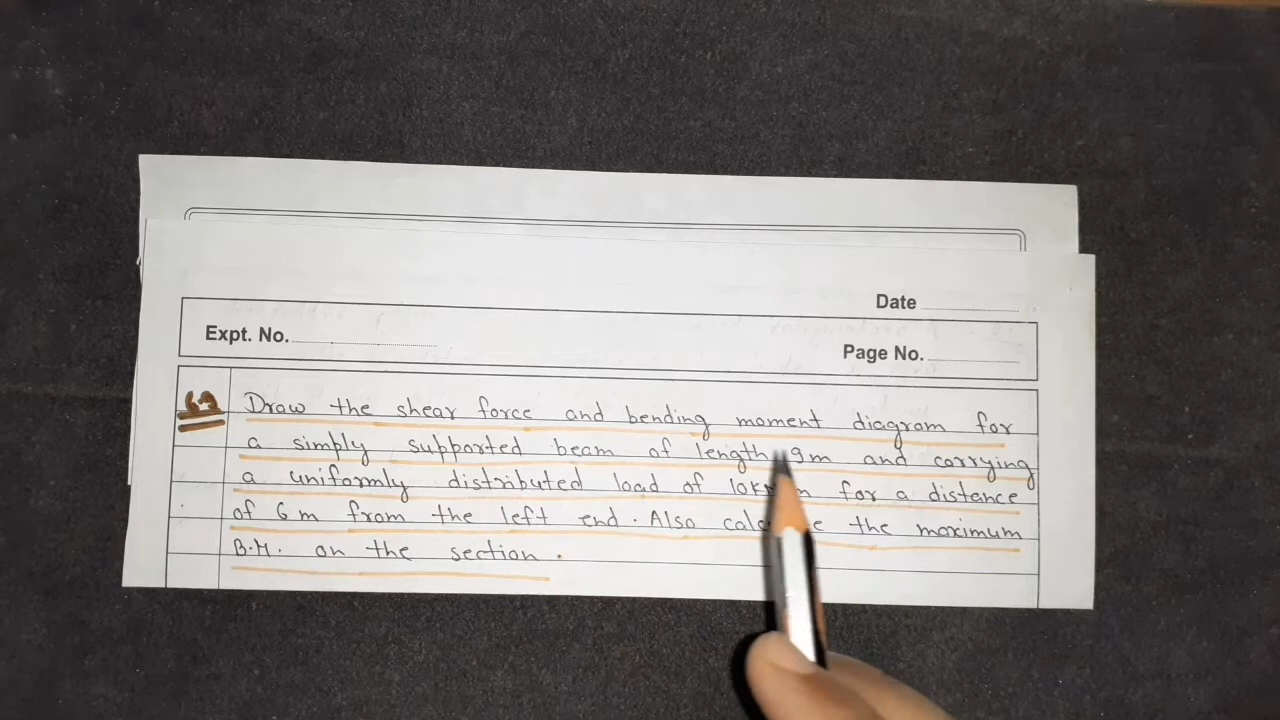 Date
Expt. No.
Page No.
Draw the shear force and bending moment diagram for
a simply supported beam of length 9m and carrying
a uniformly distributed load of for a distance
of 6 m from the left end. Also the maximum
B.M. on the section.